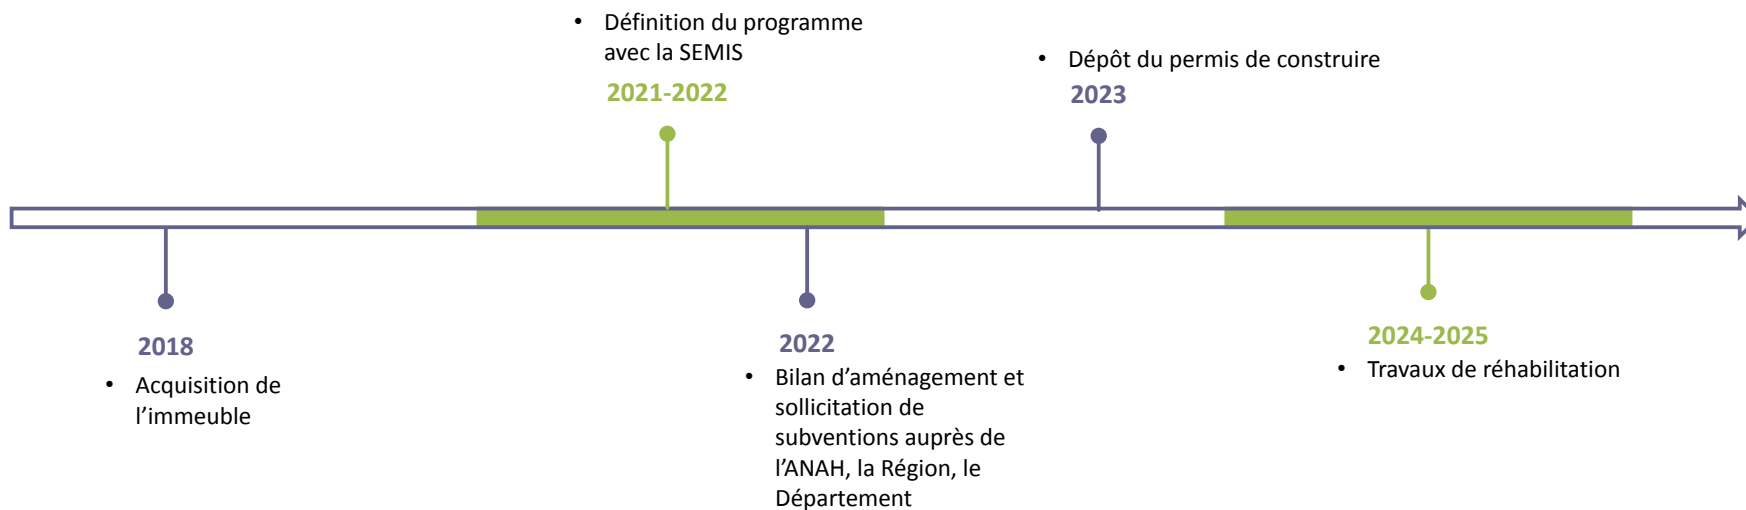 • Définition du programme
avec la SEMIS
2021-2022
• Dépôt du permis de construire
2023
2018
• Acquisition de
l’immeuble
2022
• Bilan d’aménagement et
sollicitation de
subventions auprès de
l’ANAH, la Région, le
Département
2024-2025
• Travaux de réhabilitation